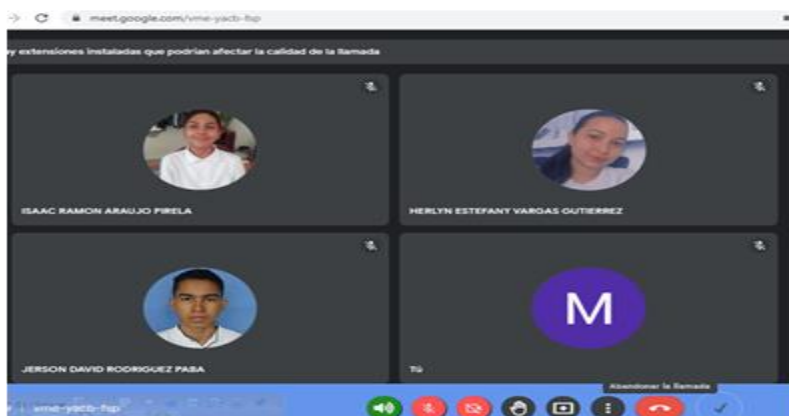 meet.google.com/vme-yacb-fsp
y extensiones instaladas que podrían afectar la calidad de la llamada
ISAAC RAMON ARAUJO PIRELA
HERLYN ESTEFANY VARGAS GUTIERREZ
JERSON DAVID RODRIGUEZ PABA
M
Tú
Abandonar la llamada
vme-yacb-fsp